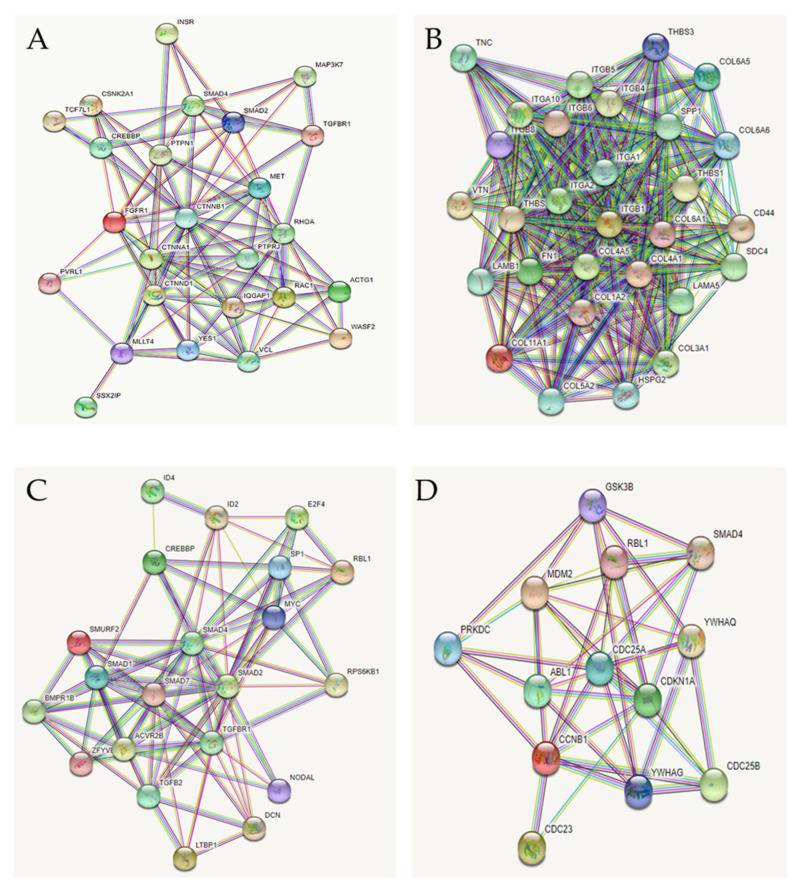 A
INSR
MAP3K7
CSNK2A1
SMAD4
TCF7L1
SMAD2
CREBBP
TGFBR1
PTPN1
MET
FGFR1
CTNNB1
RHOA
CTNNA1
PTPRJ
PVRL1
CTNND1
IQGAP1
RAC1
ACTG1
MLLT4
YES1
VCL
WASF2
SSX2IP
B
THBS3
TNC
ITGB5
COL6A5
ITGB4
ITGA10
ITGB6
SPP1
ITGB8
COL6A6
ITGA1
ITGA2
THBS1
VTN
THBS
ITGB1
COL6A1
CD44
LAMB1
FN1
COL4A5
COL4A1
SDC4
COL1A2
LAMA5
COL11A1
COL3A1
COL5A2
HSPG2
C
ID4
ID2
E2F4
CREBBP
SP1
RBL1
MYC
SMURF2
SMAD4
SMAD1
SMAD7
SMAD2
RPS6KB1
BMPR1B
ACVR2B
TGFBR1
TGFB2
NODAL
DCN
LTBP1
D
GSK3B
RBL1
SMAD4
MDM2
PRKDC
YWHAQ
CDC25A
ABL1
CDKN1A
CCNB1
YWHAG
CDC25B
CDC23